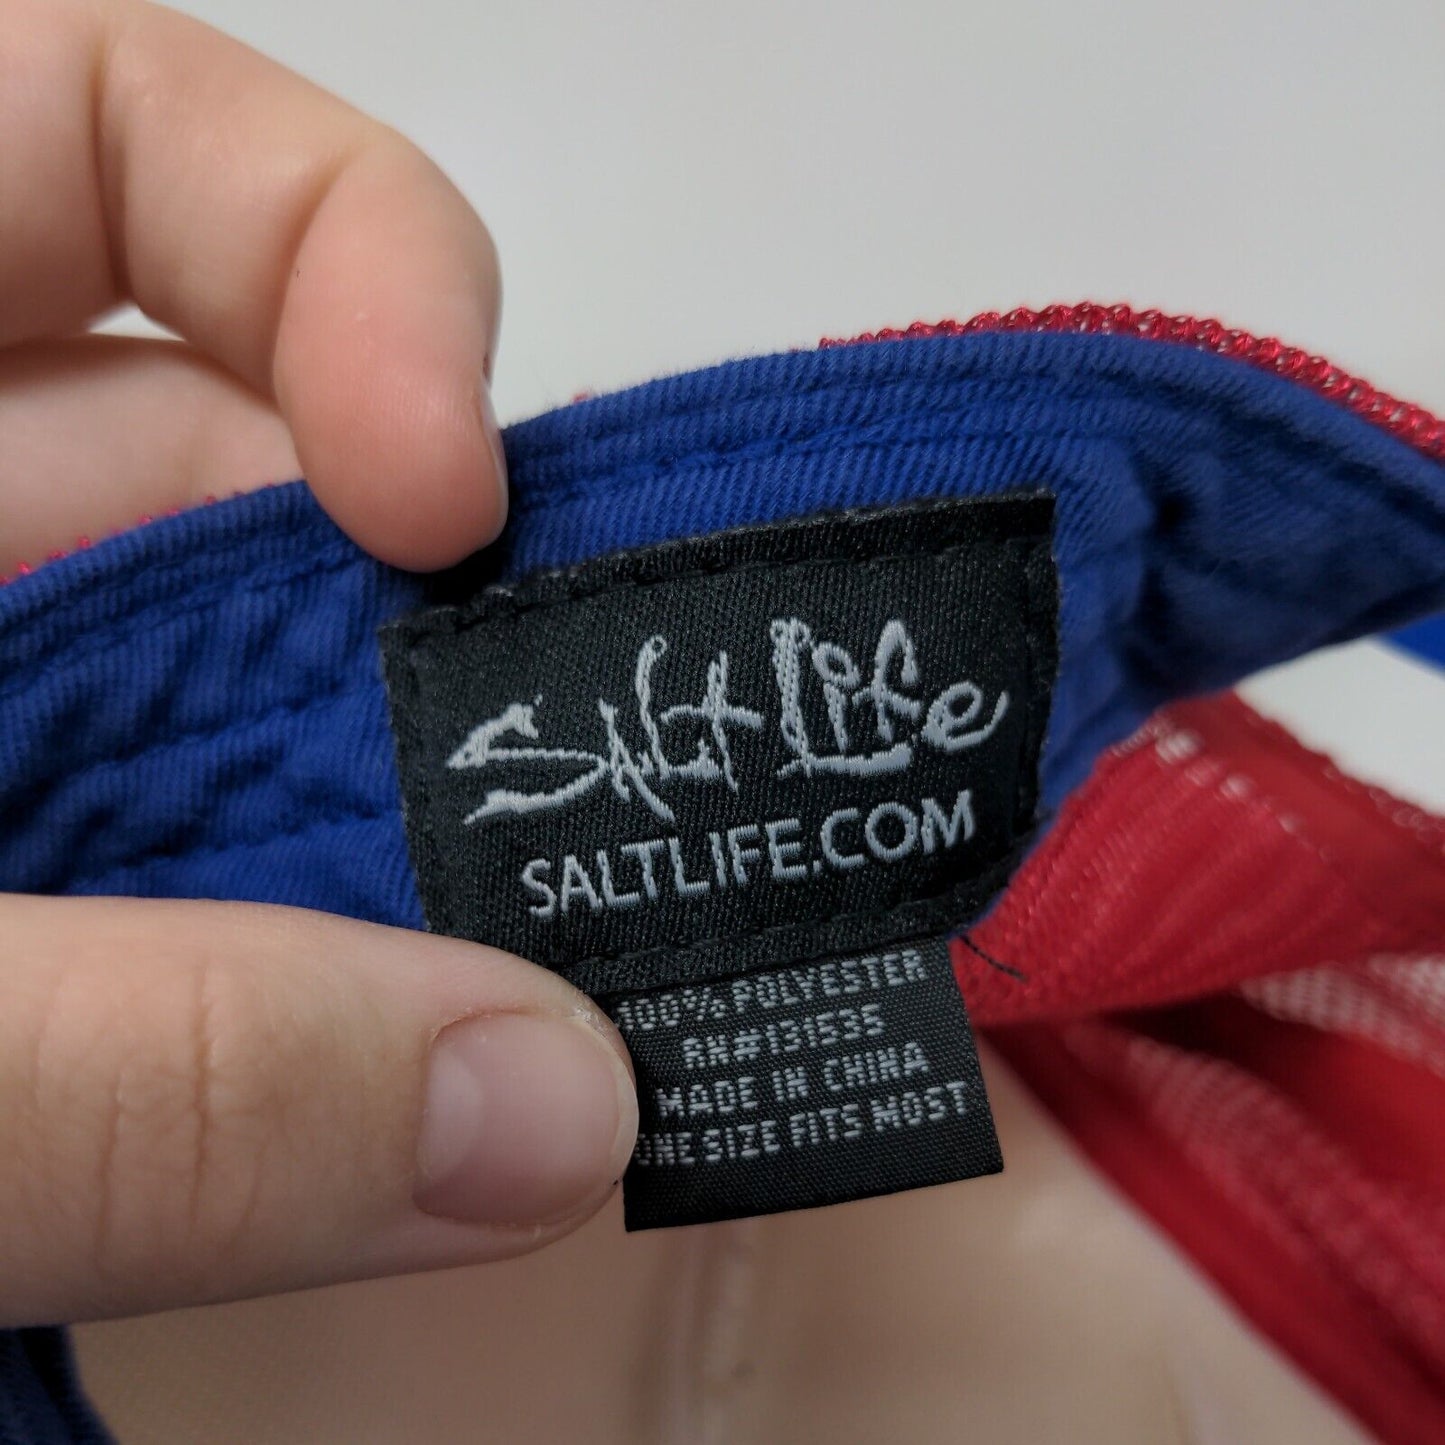 Salt Life
SALTLIFE.COM
100% POLYESTER
RN#131535
MADE IN CHINA
ONE SIZE FITS MOST